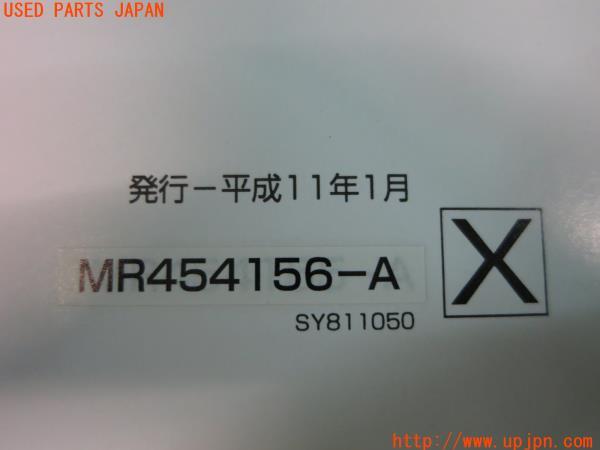 USED PARTS JAPAN
発行－平成11年1月
MR454156-A
X
SY811050
http://www.upjpn.com